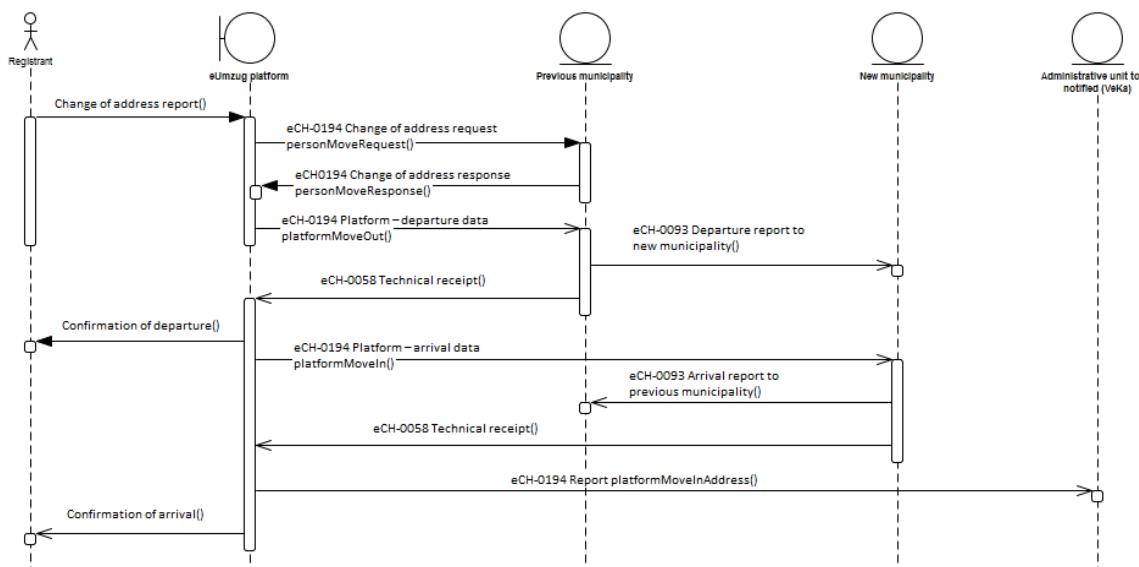 Registrant
eUmzug platform
Previous municipality
New municipality
Administrative unit to
notified (VeKa)
Change of address report()
eCH-0194 Change of address request
personMoveRequest()
eCH0194 Change of address response
personMoveResponse()
eCH-0194 Platform – departure data
platformMoveOut()
eCH-0093 Departure report to
new municipality()
eCH-0058 Technical receipt()
Confirmation of departure()
eCH-0194 Platform – arrival data
platformMoveIn()
eCH-0093 Arrival report to
previous municipality()
eCH-0058 Technical receipt()
eCH-0194 Report platformMoveInAddress()
Confirmation of arrival()